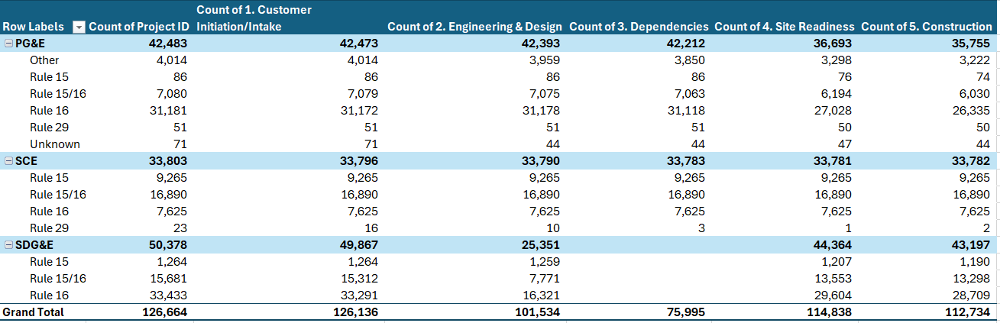 Row Labels Count of Project ID Count of 1. Customer Initiation/Intake Count of 2. Engineering & Design Count of 3. Dependencies Count of 4. Site Readiness Count of 5. Construction
PG&E 42,483 42,473 42,393 42,212 36,693 35,755
Other 4,014 4,014 3,959 3,850 3,298 3,222
Rule 15 86 86 86 86 76 74
Rule 15/16 7,080 7,079 7,075 7,063 6,194 6,030
Rule 16 31,181 31,172 31,178 31,118 27,028 26,335
Rule 29 51 51 51 51 50 50
Unknown 71 71 44 44 47 44
SCE 33,803 33,796 33,790 33,783 33,781 33,782
Rule 15 9,265 9,265 9,265 9,265 9,265 9,265
Rule 15/16 16,890 16,890 16,890 16,890 16,890 16,890
Rule 16 7,625 7,625 7,625 7,625 7,625 7,625
Rule 29 23 16 10 3 1 2
SDG&E 50,378 49,867 25,351 44,364 43,197
Rule 15 1,264 1,264 1,259 1,207 1,190
Rule 15/16 15,681 15,312 7,771 13,553 13,298
Rule 16 33,433 33,291 16,321 29,604 28,709
Grand Total 126,664 126,136 101,534 75,995 114,838 112,734